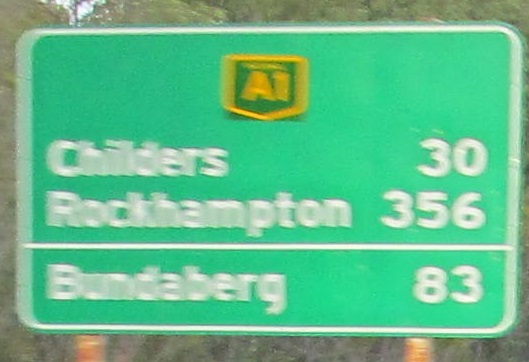 A1
Childers 30
Rockhampton 356
Bundaberg 83